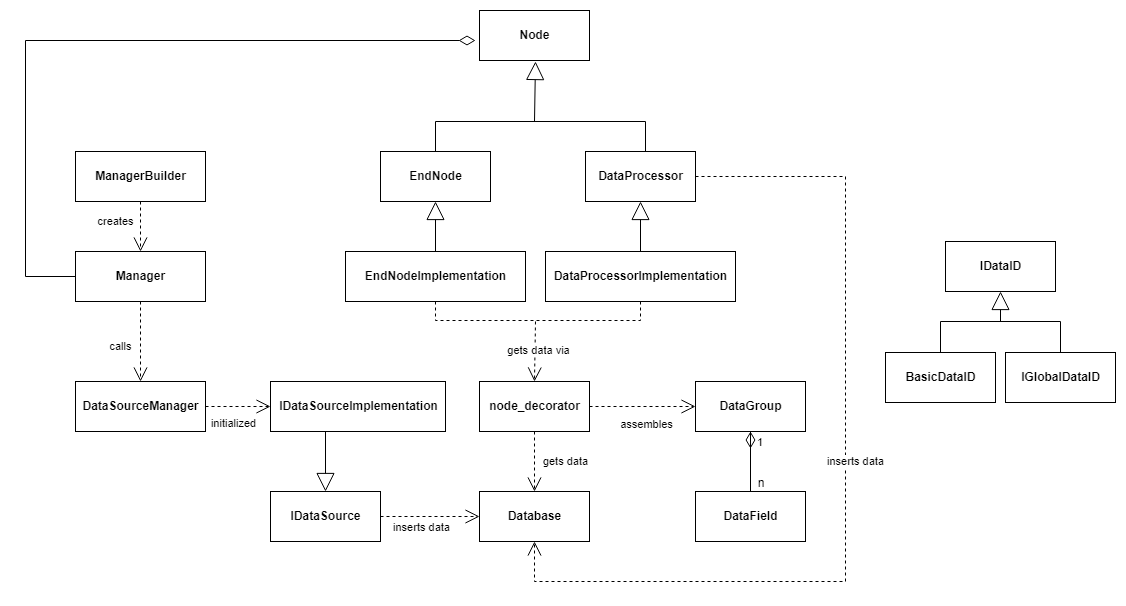 Node
ManagerBuilder
EndNode
DataProcessor
creates
Manager
EndNodeImplementation
DataProcessorImplementation
IDataID
calls
gets data via
BasicDataID
IGlobalDataID
DataSourceManager
initialized
IDataSourceImplementation
node_decorator
assembles
DataGroup
1
gets data
inserts data
n
IDataSource
inserts data
Database
DataField